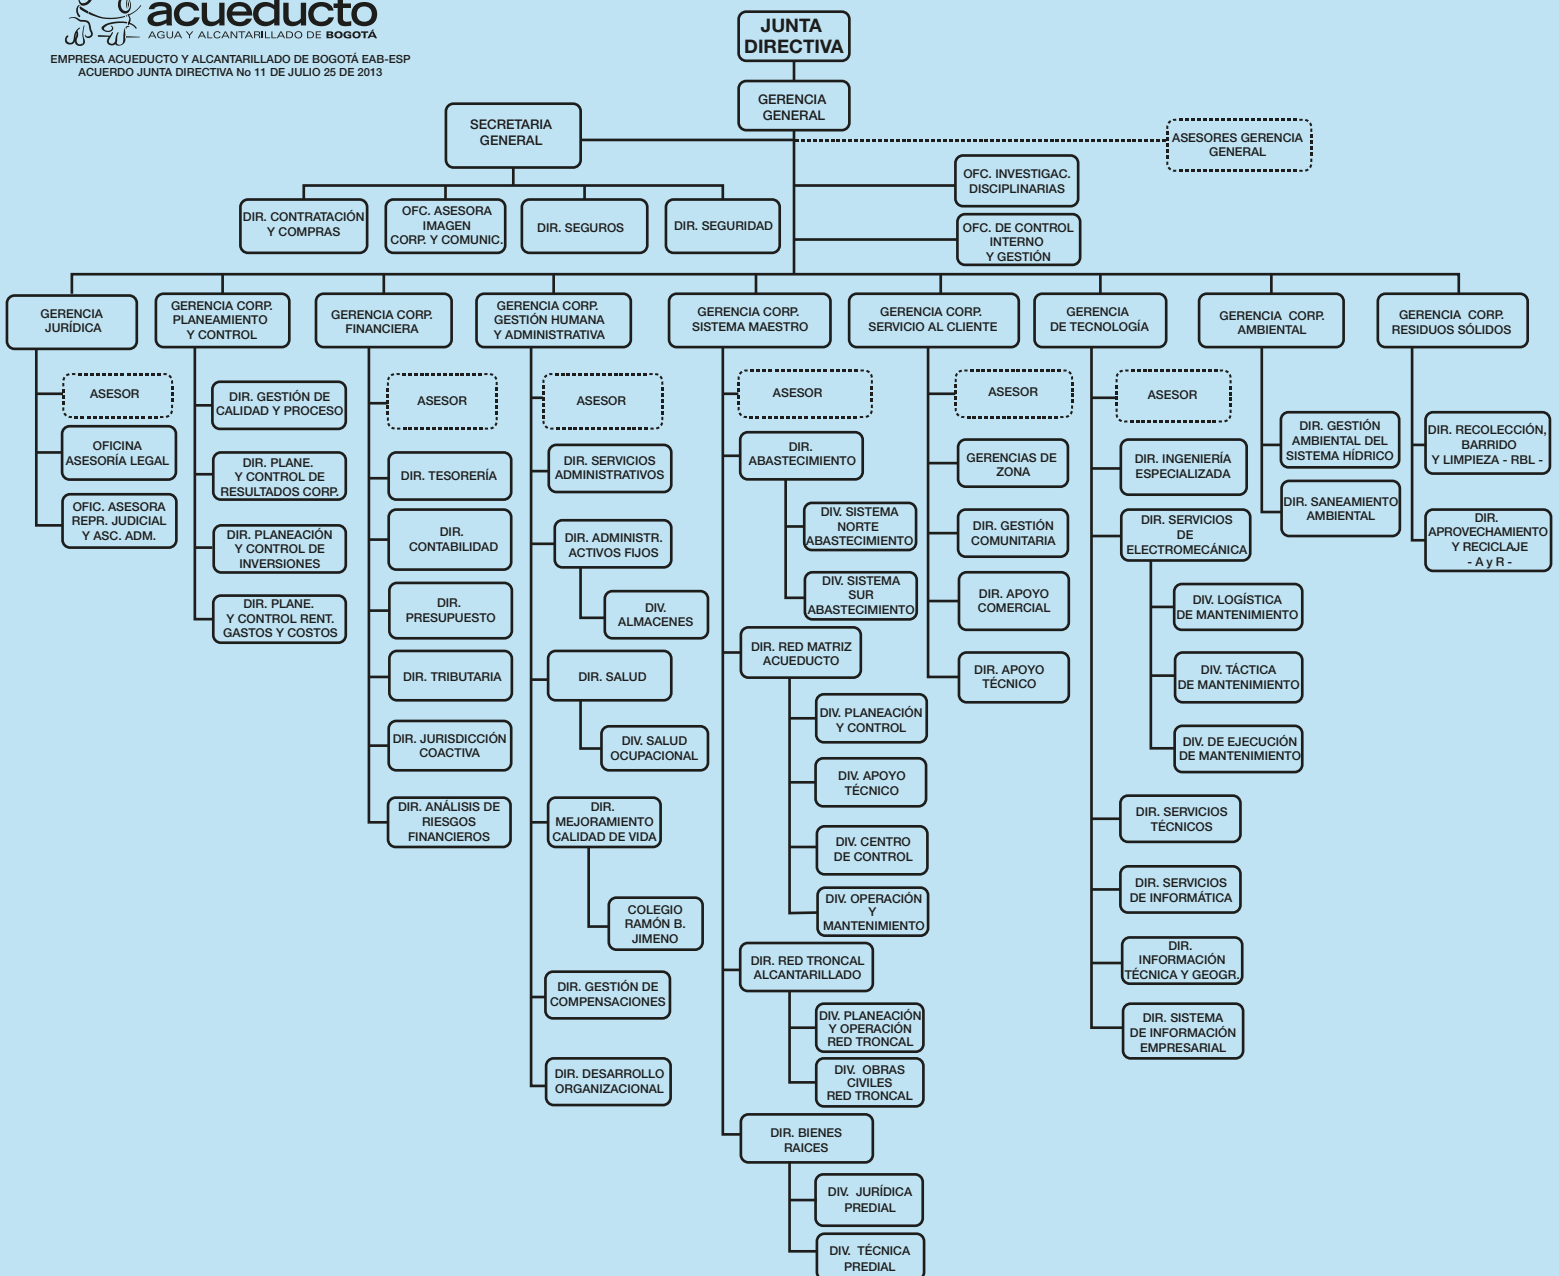 acueducto
AGUA Y ALCANTARILLADO DE BOGOTÁ
EMPRESA ACUEDUCTO Y ALCANTARILLADO DE BOGOTÁ EAB-ESP
ACUERDO JUNTA DIRECTIVA No 11 DE JULIO 25 DE 2013
JUNTA
DIRECTIVA
GERENCIA
GENERAL
SECRETARIA
GENERAL
ASESORES GERENCIA
GENERAL
OFC. INVESTIGAC.
DISCIPLINARIAS
OFC. DE CONTROL
INTERNO
Y GESTIÓN
DIR. CONTRATACIÓN
Y COMPRAS
OFC. ASESORA
IMAGEN
CORP. Y COMUNIC.
DIR. SEGUROS
DIR. SEGURIDAD
GERENCIA
JURÍDICA
ASESOR
OFICINA
ASESORÍA LEGAL
OFIC. ASESORA
REPR. JUDICIAL
Y ASC. ADM.
GERENCIA CORP.
PLANEAMIENTO
Y CONTROL
DIR. GESTIÓN DE
CALIDAD Y PROCESO
DIR. PLANE.
Y CONTROL DE
RESULTADOS CORP.
DIR. PLANEACIÓN
Y CONTROL DE
INVERSIONES
DIR. PLANE.
Y CONTROL RENT.
GASTOS Y COSTOS
GERENCIA CORP.
FINANCIERA
ASESOR
DIR. TESORERÍA
DIR.
CONTABILIDAD
DIR.
PRESUPUESTO
DIR. TRIBUTARIA
DIR. JURISDICCIÓN
COACTIVA
DIR. ANÁLISIS DE
RIESGOS
FINANCIEROS
GERENCIA CORP.
GESTIÓN HUMANA
Y ADMINISTRATIVA
ASESOR
DIR. SERVICIOS
ADMINISTRATIVOS
DIR. ADMINISTR.
ACTIVOS FIJOS
DIV.
ALMACENES
DIR. SALUD
DIV. SALUD
OCUPACIONAL
DIR.
MEJORAMIENTO
CALIDAD DE VIDA
COLEGIO
RAMÓN B.
JIMENO
DIR. GESTIÓN DE
COMPENSACIONES
DIR. DESARROLLO
ORGANIZACIONAL
GERENCIA CORP.
SISTEMA MAESTRO
ASESOR
DIR.
ABASTECIMIENTO
DIV. SISTEMA
NORTE
ABASTECIMIENTO
DIV. SISTEMA
SUR
ABASTECIMIENTO
DIR. RED MATRIZ
ACUEDUCTO
DIV. PLANEACIÓN
Y CONTROL
DIV. APOYO
TÉCNICO
DIV. CENTRO
DE CONTROL
DIV. OPERACIÓN
Y
MANTENIMIENTO
DIR. RED TRONCAL
ALCANTARILLADO
DIV. PLANEACIÓN
Y OPERACIÓN
RED TRONCAL
DIV. OBRAS
CIVILES
RED TRONCAL
DIR. BIENES
RAICES
DIV. JURÍDICA
PREDIAL
DIV. TÉCNICA
PREDIAL
GERENCIA CORP.
SERVICIO AL CLIENTE
ASESOR
GERENCIAS DE
ZONA
DIR. GESTIÓN
COMUNITARIA
DIR. APOYO
COMERCIAL
DIR. APOYO
TÉCNICO
GERENCIA
DE TECNOLOGÍA
ASESOR
DIR. INGENIERÍA
ESPECIALIZADA
DIR. SERVICIOS
DE
ELECTROMECÁNICA
DIV. LOGÍSTICA
DE MANTENIMIENTO
DIV. TÁCTICA
DE MANTENIMIENTO
DIV. DE EJECUCIÓN
DE MANTENIMIENTO
DIR. SERVICIOS
TÉCNICOS
DIR. SERVICIOS
DE INFORMÁTICA
DIR.
INFORMACIÓN
TÉCNICA Y GEOGR.
DIR. SISTEMA
DE INFORMACIÓN
EMPRESARIAL
GERENCIA CORP.
AMBIENTAL
DIR. GESTIÓN
AMBIENTAL DEL
SISTEMA HÍDRICO
DIR. SANEAMIENTO
AMBIENTAL
GERENCIA CORP.
RESIDUOS SÓLIDOS
DIR. RECOLECCIÓN,
BARRIDO
Y LIMPIEZA - RBL -
DIR.
APROVECHAMIENTO
Y RECICLAJE
- A y R -